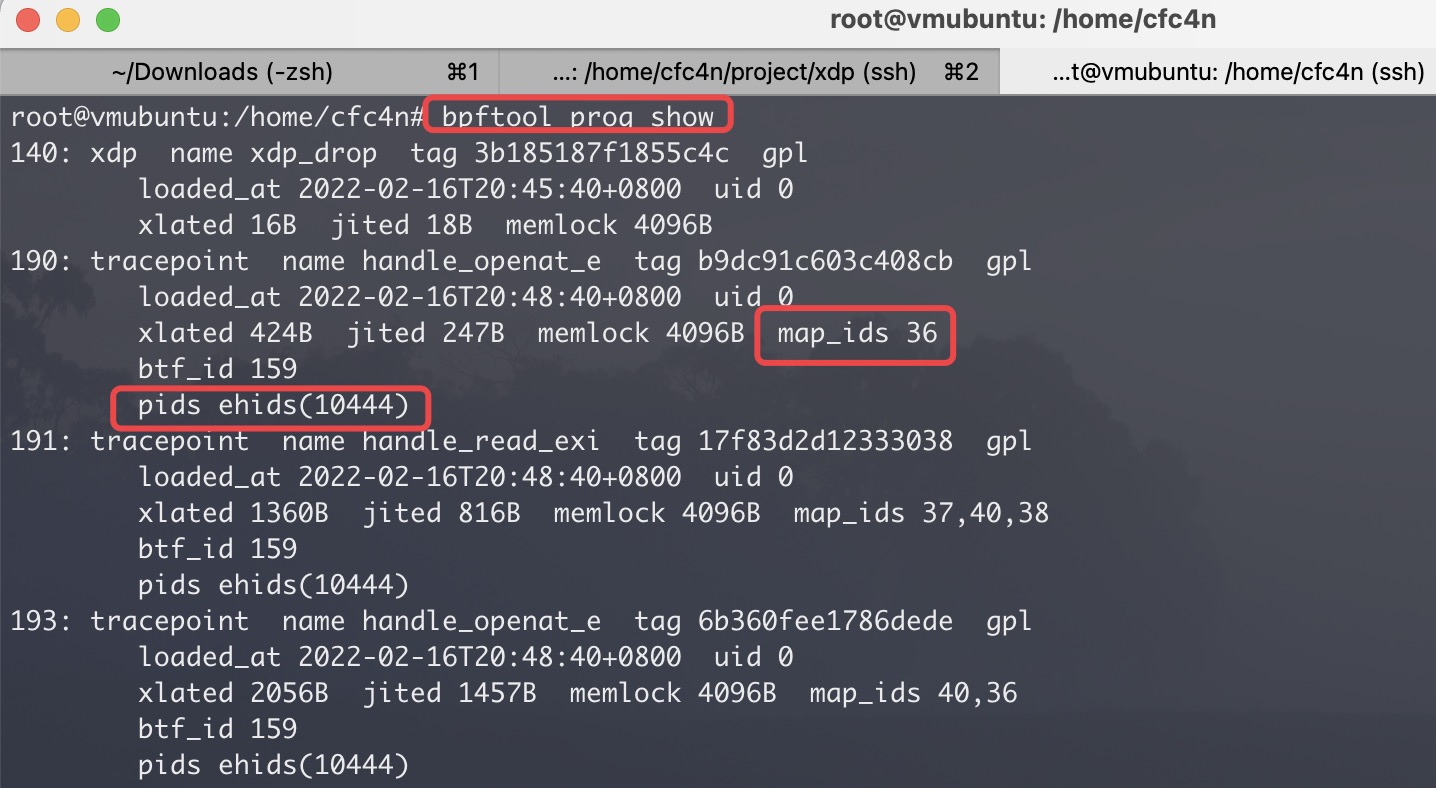 root@vmubuntu: /home/cfc4n
~/Downloads (-zsh) ⌘1 ...: /home/cfc4n/project/xdp (ssh) ⌘2 ...t@vmubuntu: /home/cfc4n (ssh)
root@vmubuntu:/home/cfc4n# bpftool prog show
140: xdp  name xdp_drop  tag 3b185187f1855c4c  gpl
        loaded_at 2022-02-16T20:45:40+0800  uid 0
        xlated 16B  jited 18B  memlock 4096B
190: tracepoint  name handle_openat_e  tag b9dc91c603c408cb  gpl
        loaded_at 2022-02-16T20:48:40+0800  uid 0
        xlated 424B  jited 247B  memlock 4096B  map_ids 36
        btf_id 159
        pids ehids(10444)
191: tracepoint  name handle_read_exi  tag 17f83d2d12333038  gpl
        loaded_at 2022-02-16T20:48:40+0800  uid 0
        xlated 1360B  jited 816B  memlock 4096B  map_ids 37,40,38
        btf_id 159
        pids ehids(10444)
193: tracepoint  name handle_openat_e  tag 6b360fee1786dede  gpl
        loaded_at 2022-02-16T20:48:40+0800  uid 0
        xlated 2056B  jited 1457B  memlock 4096B  map_ids 40,36
        btf_id 159
        pids ehids(10444)